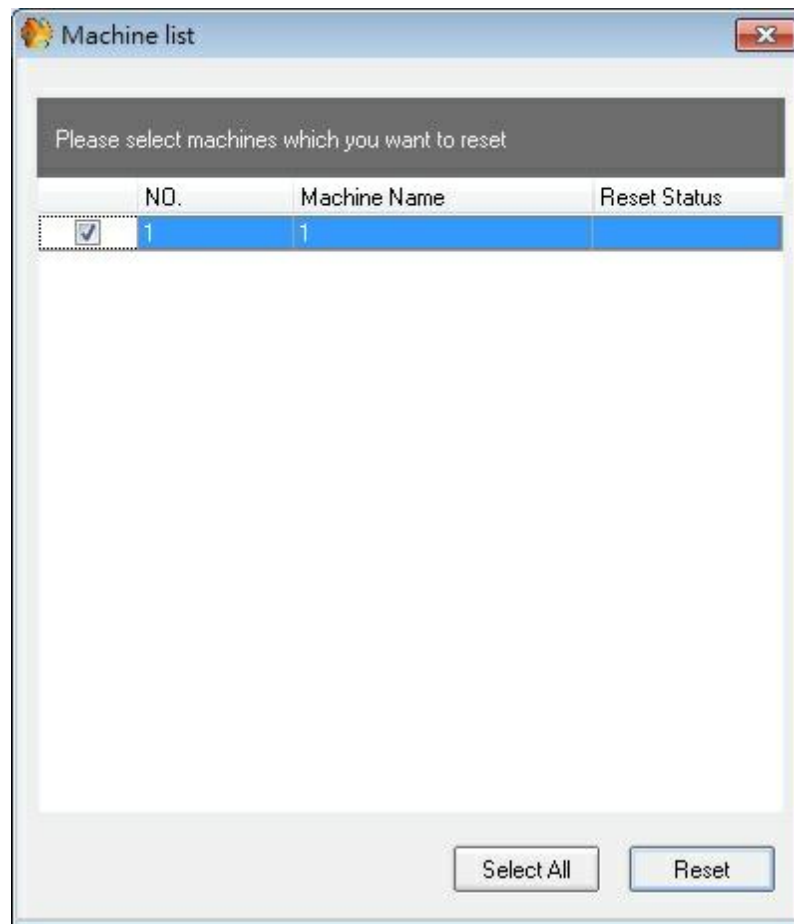 Machine list
Please select machines which you want to reset
NO. Machine Name Reset Status
1 1
Select All Reset